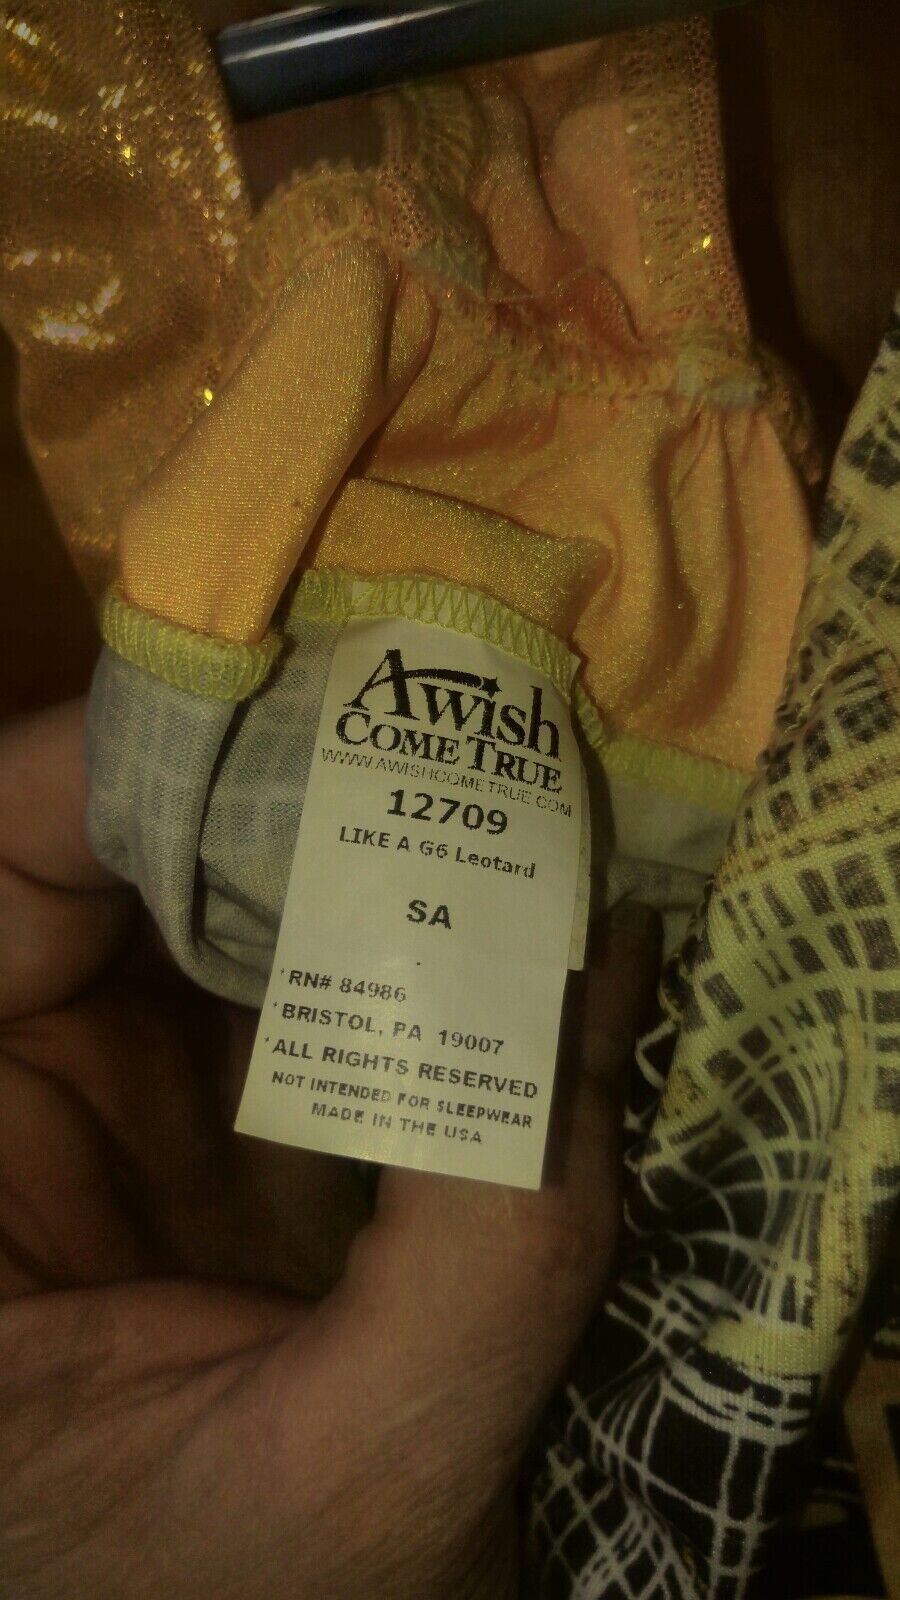 A wish
COME TRUE
WWW.AWISHCOMETRUE.COM
12709
LIKE A G6 Leotard
SA
*RN# 84986
*BRISTOL, PA 19007
*ALL RIGHTS RESERVED
NOT INTENDED FOR SLEEPWEAR
MADE IN THE USA